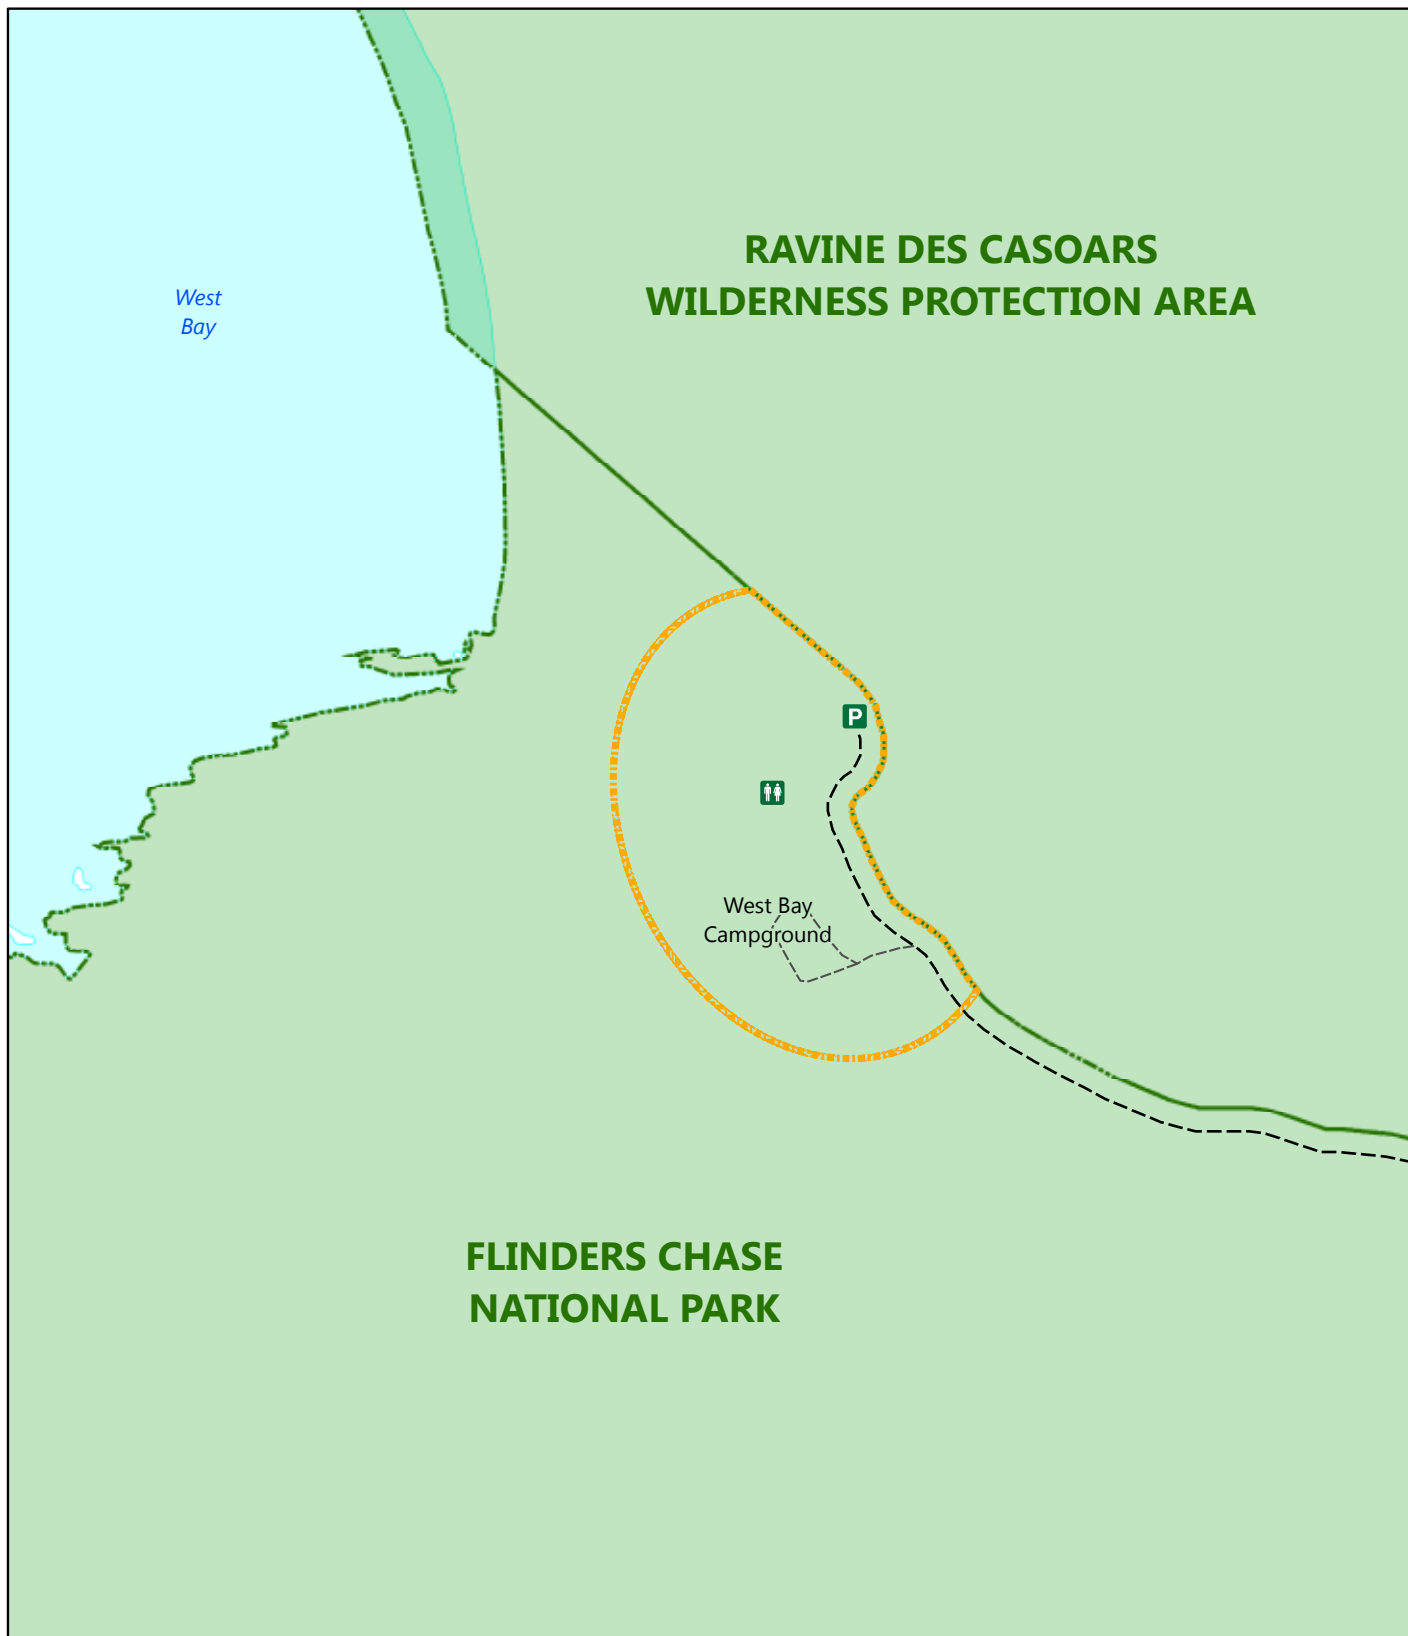 RAVINE DES CASOARS
WILDERNESS PROTECTION AREA
West
Bay
P
West Bay
Campground
FLINDERS CHASE
NATIONAL PARK